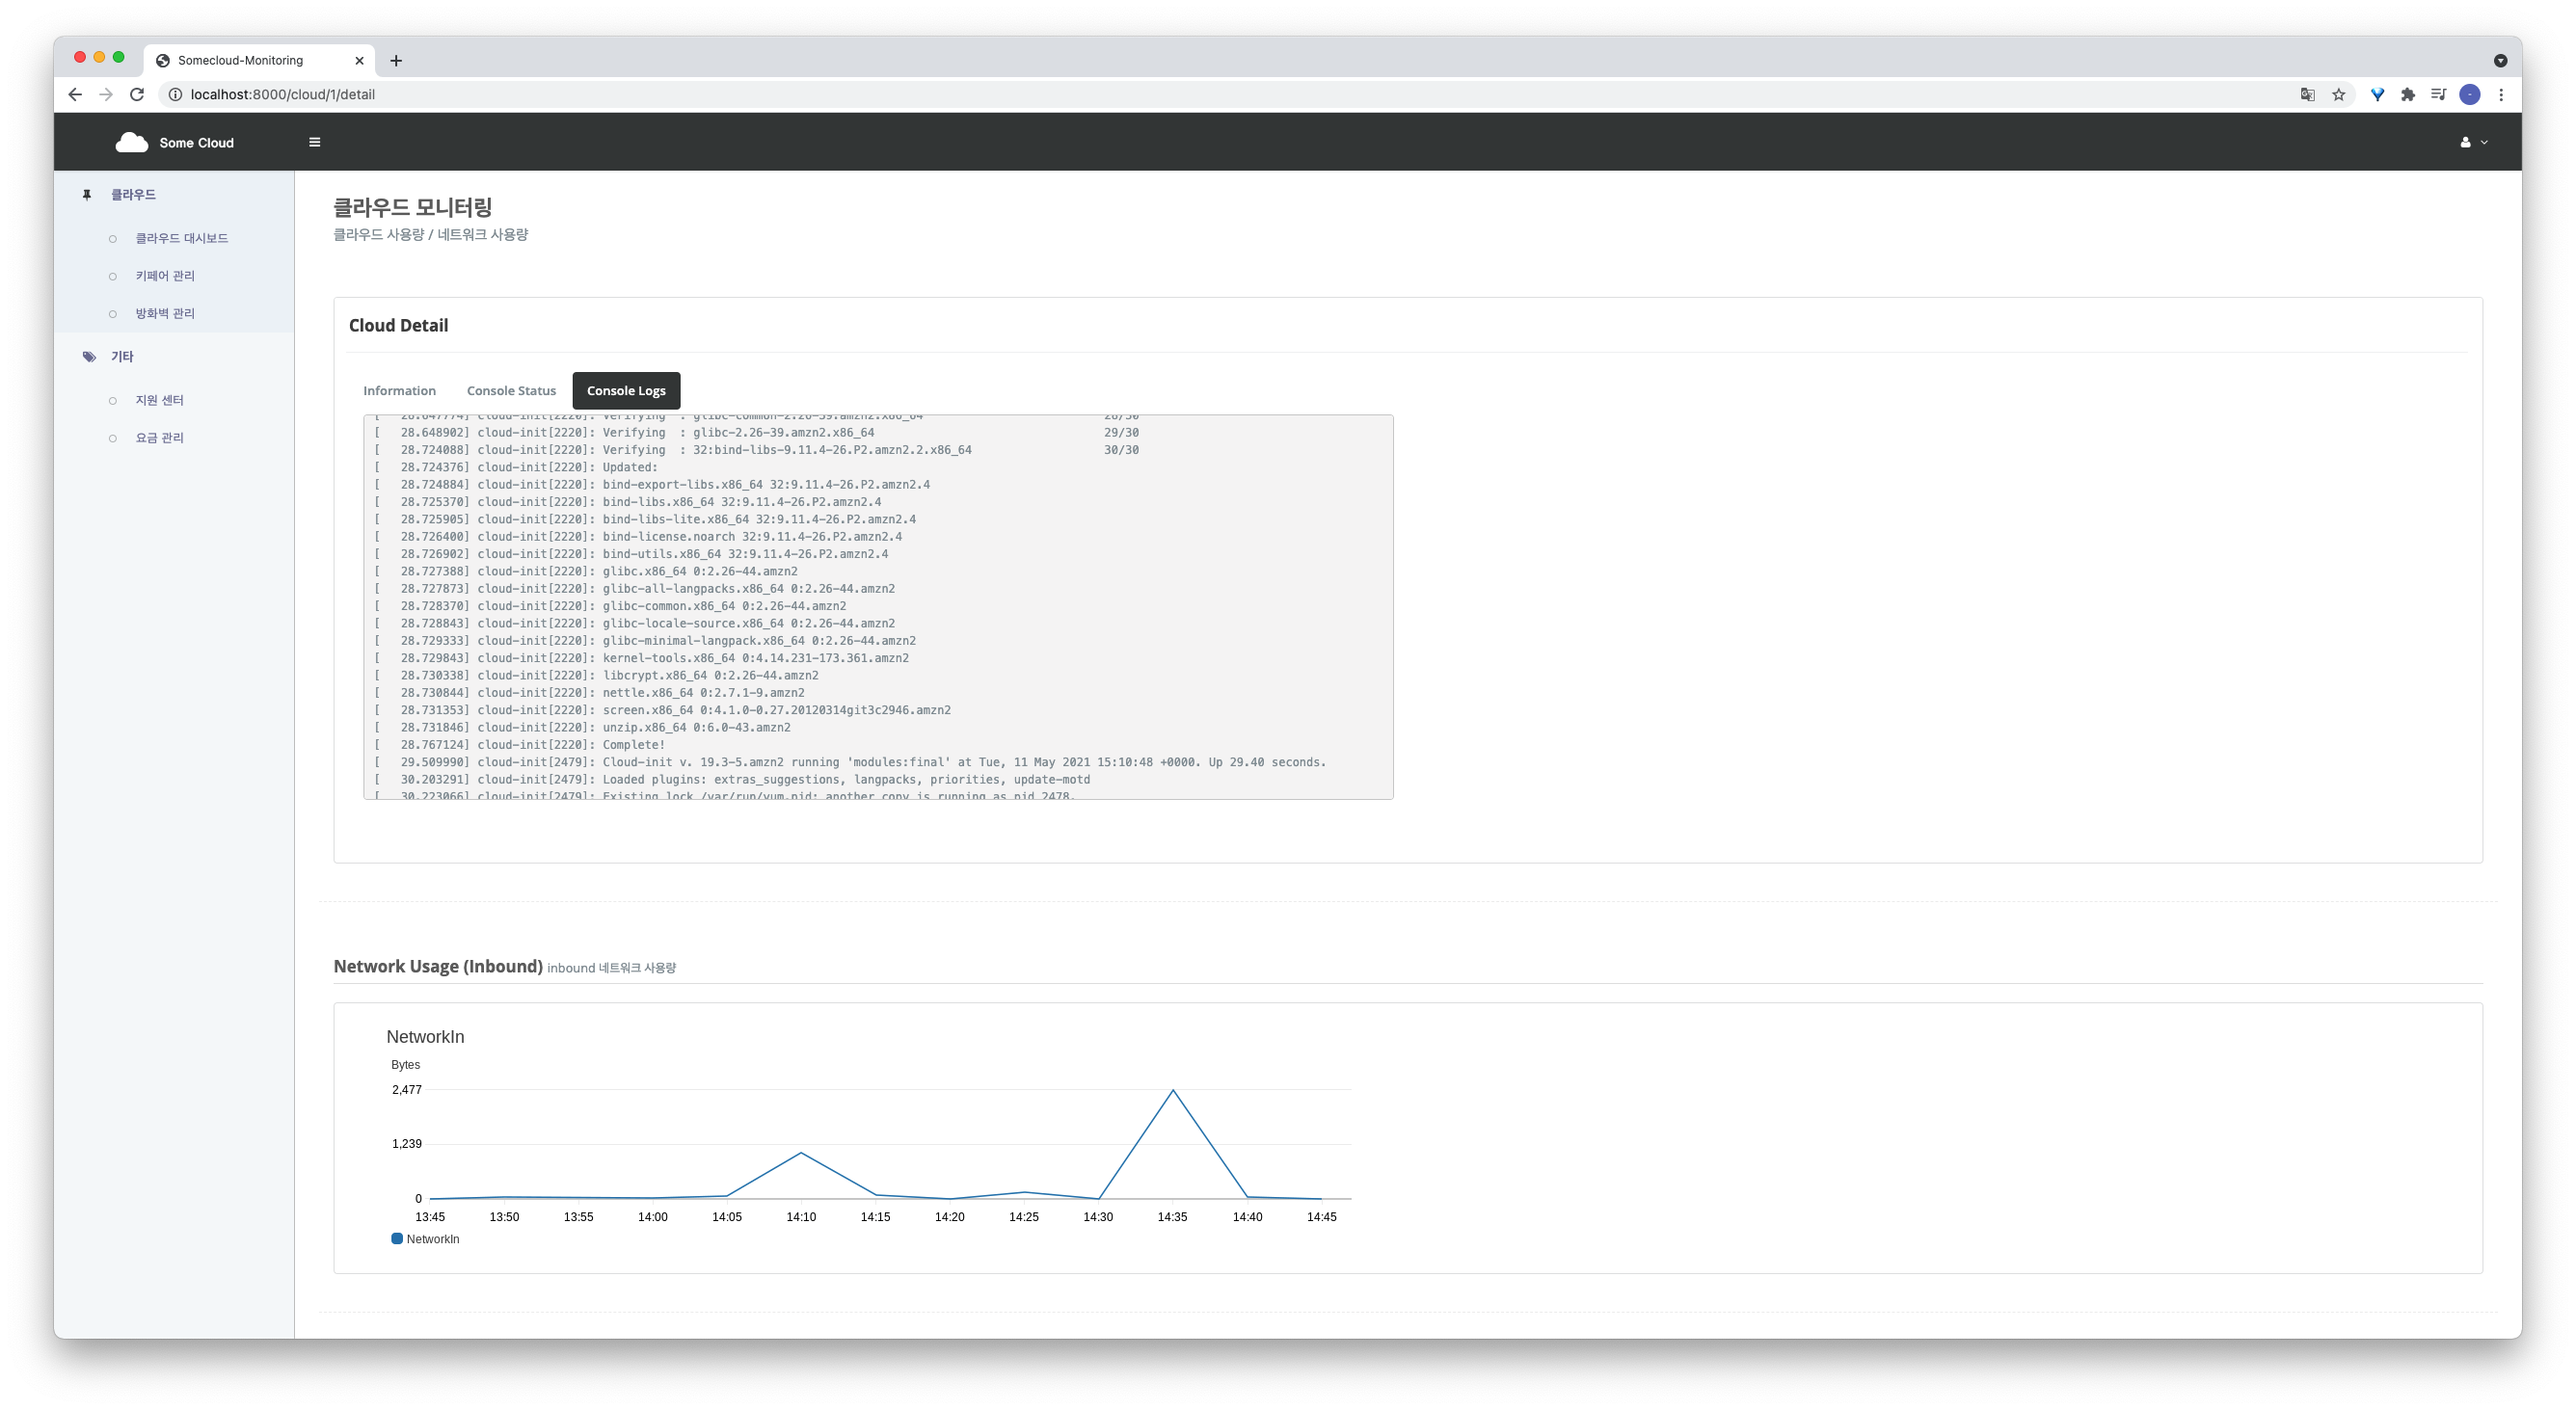 Somecloud-Monitoring
localhost:8000/cloud/1/detail
Some Cloud
클라우드
클라우드 대시보드
키페어 관리
방화벽 관리
기타
지원 센터
요금 관리
클라우드 모니터링
클라우드 사용량 / 네트워크 사용량
Cloud Detail
Information Console Status Console Logs
[ 28.647774] cloud-init[2220]: Verifying : glibc-common-2.26-39.amzn2.x86_64 28/30
[ 28.648902] cloud-init[2220]: Verifying : glibc-2.26-39.amzn2.x86_64 29/30
[ 28.724088] cloud-init[2220]: Verifying : 32:bind-libs-9.11.4-26.P2.amzn2.2.x86_64 30/30
[ 28.724376] cloud-init[2220]: Updated:
[ 28.724884] cloud-init[2220]: bind-export-libs.x86_64 32:9.11.4-26.P2.amzn2.4
[ 28.725370] cloud-init[2220]: bind-libs.x86_64 32:9.11.4-26.P2.amzn2.4
[ 28.725905] cloud-init[2220]: bind-libs-lite.x86_64 32:9.11.4-26.P2.amzn2.4
[ 28.726400] cloud-init[2220]: bind-license.noarch 32:9.11.4-26.P2.amzn2.4
[ 28.726902] cloud-init[2220]: bind-utils.x86_64 32:9.11.4-26.P2.amzn2.4
[ 28.727388] cloud-init[2220]: glibc.x86_64 0:2.26-44.amzn2
[ 28.727873] cloud-init[2220]: glibc-all-langpacks.x86_64 0:2.26-44.amzn2
[ 28.728370] cloud-init[2220]: glibc-common.x86_64 0:2.26-44.amzn2
[ 28.728843] cloud-init[2220]: glibc-locale-source.x86_64 0:2.26-44.amzn2
[ 28.729333] cloud-init[2220]: glibc-minimal-langpack.x86_64 0:2.26-44.amzn2
[ 28.729843] cloud-init[2220]: kernel-tools.x86_64 0:4.14.231-173.361.amzn2
[ 28.730338] cloud-init[2220]: libcrypt.x86_64 0:2.26-44.amzn2
[ 28.730844] cloud-init[2220]: nettle.x86_64 0:2.7.1-9.amzn2
[ 28.731353] cloud-init[2220]: screen.x86_64 0:4.1.0-0.27.20120314git3c2946.amzn2
[ 28.731846] cloud-init[2220]: unzip.x86_64 0:6.0-43.amzn2
[ 28.767124] cloud-init[2220]: Complete!
[ 29.509990] cloud-init[2479]: Cloud-init v. 19.3-5.amzn2 running 'modules:final' at Tue, 11 May 2021 15:10:48 +0000. Up 29.40 seconds.
[ 30.203291] cloud-init[2479]: Loaded plugins: extras_suggestions, langpacks, priorities, update-motd
[ 30.223066] cloud-init[2479]: Existing lock /var/run/yum.pid: another copy is running as pid 2478.
Network Usage (Inbound) inbound 네트워크 사용량
NetworkIn
Bytes
2,477
1,239
0
13:45 13:50 13:55 14:00 14:05 14:10 14:15 14:20 14:25 14:30 14:35 14:40 14:45
NetworkIn